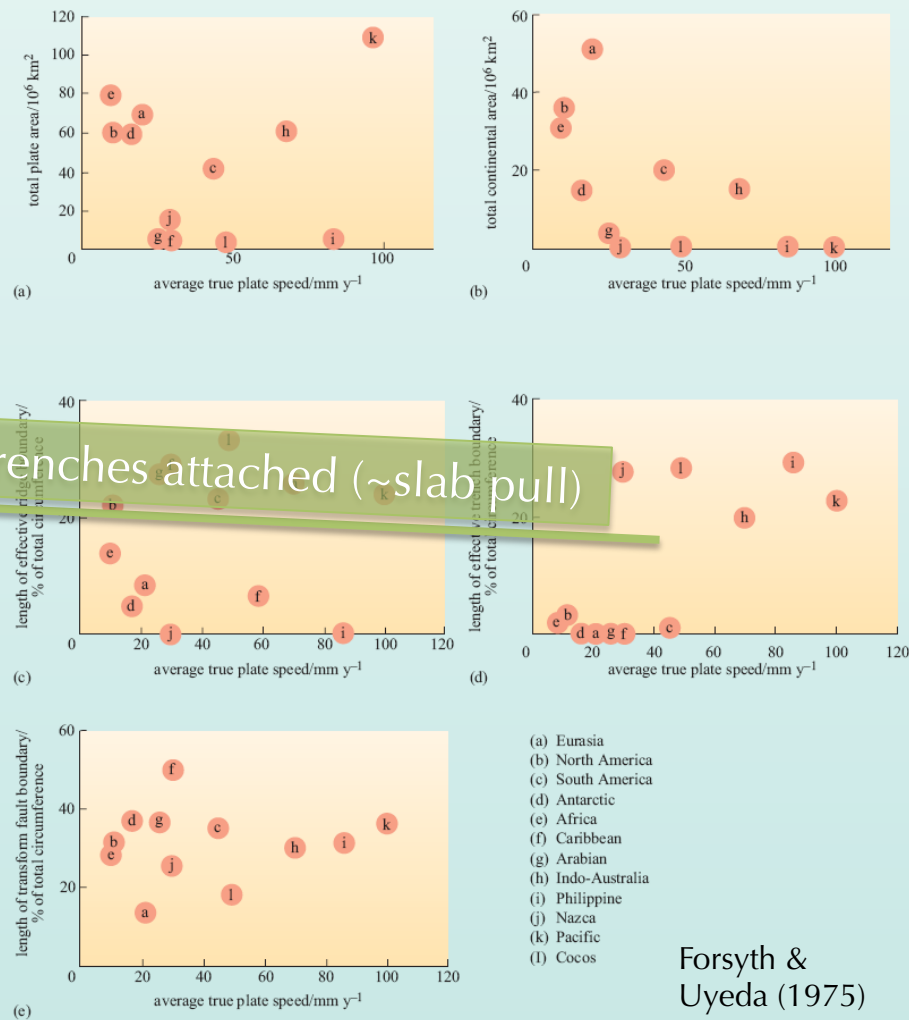 120
100
80
60
40
20
total plate area/10⁶ km²
a b c d e f g h i j k l
50
100
average true plate speed/mm y⁻¹
(a)
60
40
20
total continental area/10⁶ km²
a b e d c h g j l i k
0
50
100
average true plate speed/mm y⁻¹
(b)
40
20
length of effective ridge boundary/
% of total circumference
l g b c k e a d f j i
0
20
40
60
80
100
120
average true plate speed/mm y⁻¹
(c)
renches attached (~slab pull)
40
20
length of effective trench boundary/
% of total circumference
j l i k h e b d a g f c
0
20
40
60
80
100
120
average true plate speed/mm y⁻¹
(d)
60
40
20
length of transform fault boundary/
% of total circumference
f d g c k b e j h i l a
0
20
40
60
80
100
120
average true plate speed/mm y⁻¹
(e)
(a) Eurasia
(b) North America
(c) South America
(d) Antarctic
(e) Africa
(f) Caribbean
(g) Arabian
(h) Indo-Australia
(i) Philippine
(j) Nazca
(k) Pacific
(l) Cocos
Forsyth &
Uyeda (1975)